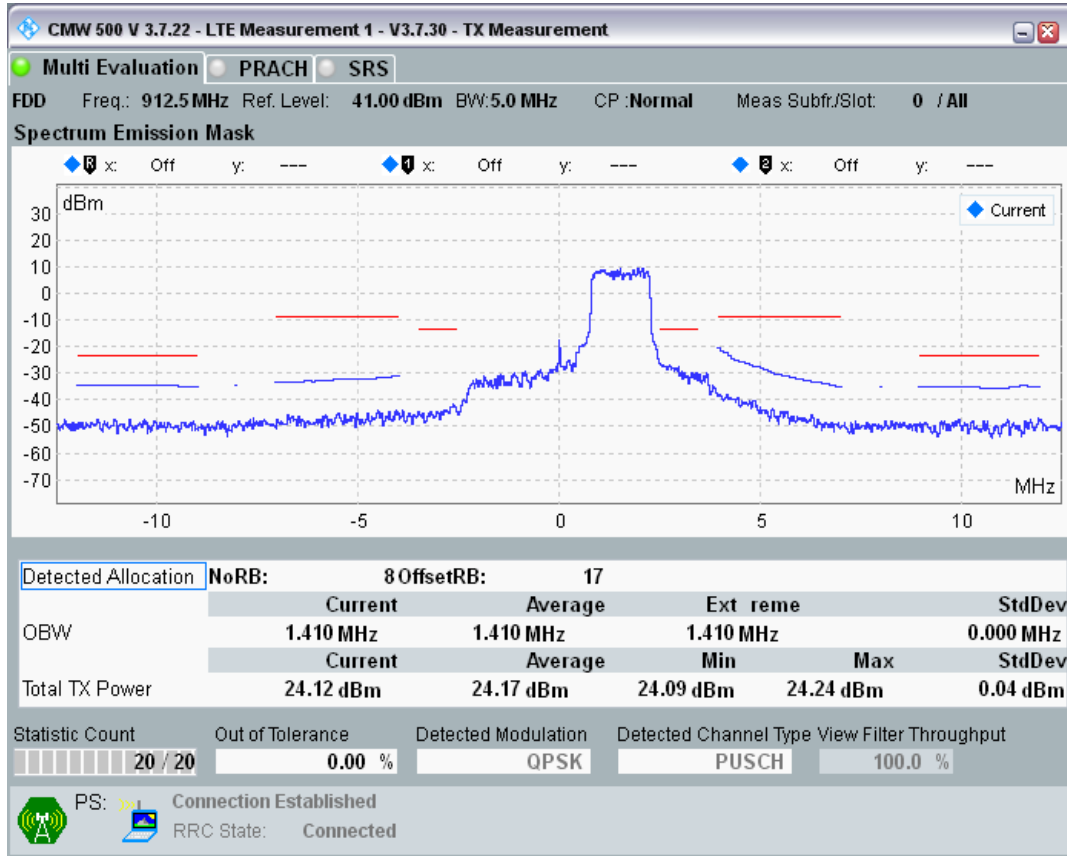 CMW 500 V 3.7.22 - LTE Measurement 1 - V3.7.30 - TX Measurement
Multi Evaluation PRACH SRS
FDD Freq.: 912.5 MHz Ref. Level: 41.00 dBm BW:5.0 MHz CP :Normal Meas Subfr./Slot: 0 / All
Spectrum Emission Mask
R x: Off y: --- 1 x: Off y: --- 2 x: Off y: ---
dBm
Current
30
20
10
0
-10
-20
-30
-40
-50
-60
-70
MHz
-10 -5 0 5 10
Detected Allocation NoRB: 8 OffsetRB: 17
Current Average Ext reme StdDev
OBW 1.410 MHz 1.410 MHz 1.410 MHz 0.000 MHz
Current Average Min Max StdDev
Total TX Power 24.12 dBm 24.17 dBm 24.09 dBm 24.24 dBm 0.04 dBm
Statistic Count Out of Tolerance Detected Modulation Detected Channel Type View Filter Throughput
20 / 20 0.00 % QPSK PUSCH 100.0 %
PS: Connection Established
RRC State: Connected